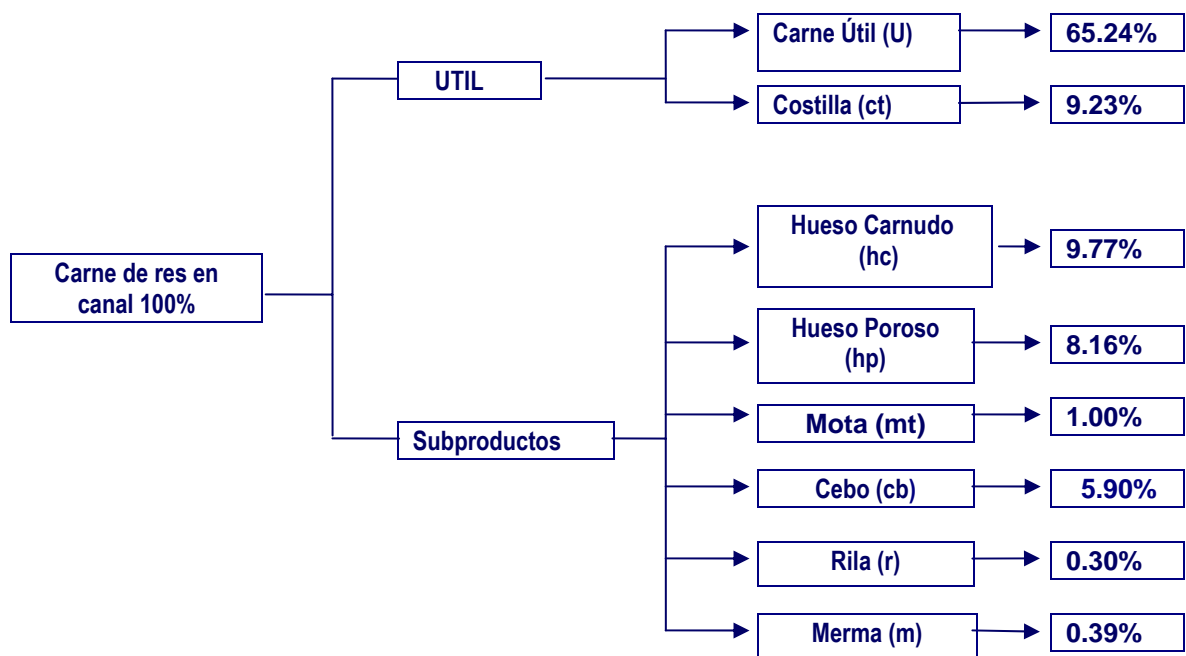 Carne de res en
canal 100%
UTIL
Carne Útil (U)
65.24%
Costilla (ct)
9.23%
Subproductos
Hueso Carnudo
(hc)
9.77%
Hueso Poroso
(hp)
8.16%
Mota (mt)
1.00%
Cebo (cb)
5.90%
Rila (r)
0.30%
Merma (m)
0.39%